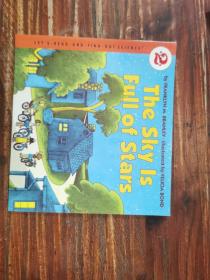 LET'S-READ-AND-FIND-OUT SCIENCE®
2
by FRANKLYN M. BRANLEY • illustrated by FELICIA BOND
The Sky Is
Full of Stars